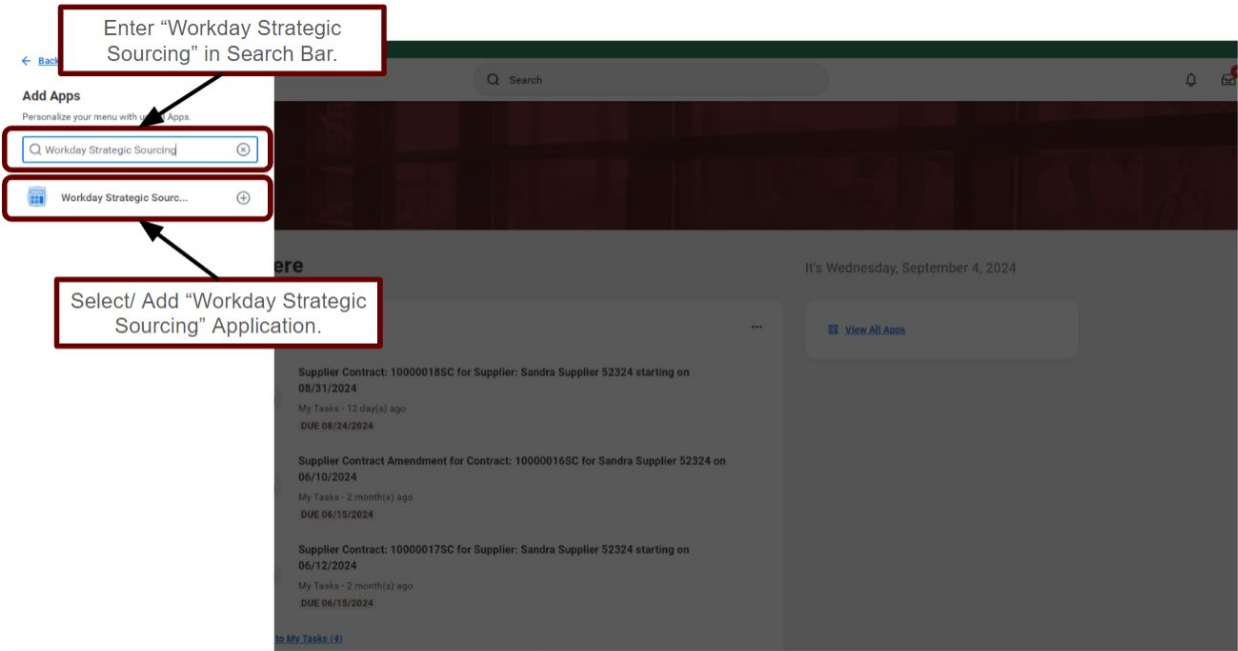 Enter “Workday Strategic
Sourcing” in Search Bar.
← Back
Search
Add Apps
Personalize your menu with Apps.
Workday Strategic Sourcing
Workday Strategic Sourc...
ere
It's Wednesday, September 4, 2024
Select/ Add “Workday Strategic
Sourcing” Application.
...
View All Apps
Supplier Contract: 10000018SC for Supplier: Sandra Supplier 52324 starting on
08/31/2024
My Tasks - 12 day(s) ago
DUE 08/24/2024
Supplier Contract Amendment for Contract: 10000016SC for Sandra Supplier 52324 on
06/10/2024
My Tasks - 2 month(s) ago
DUE 06/15/2024
Supplier Contract: 10000017SC for Supplier: Sandra Supplier 52324 starting on
06/12/2024
My Tasks - 2 month(s) ago
DUE 06/15/2024
to My Tasks (4)